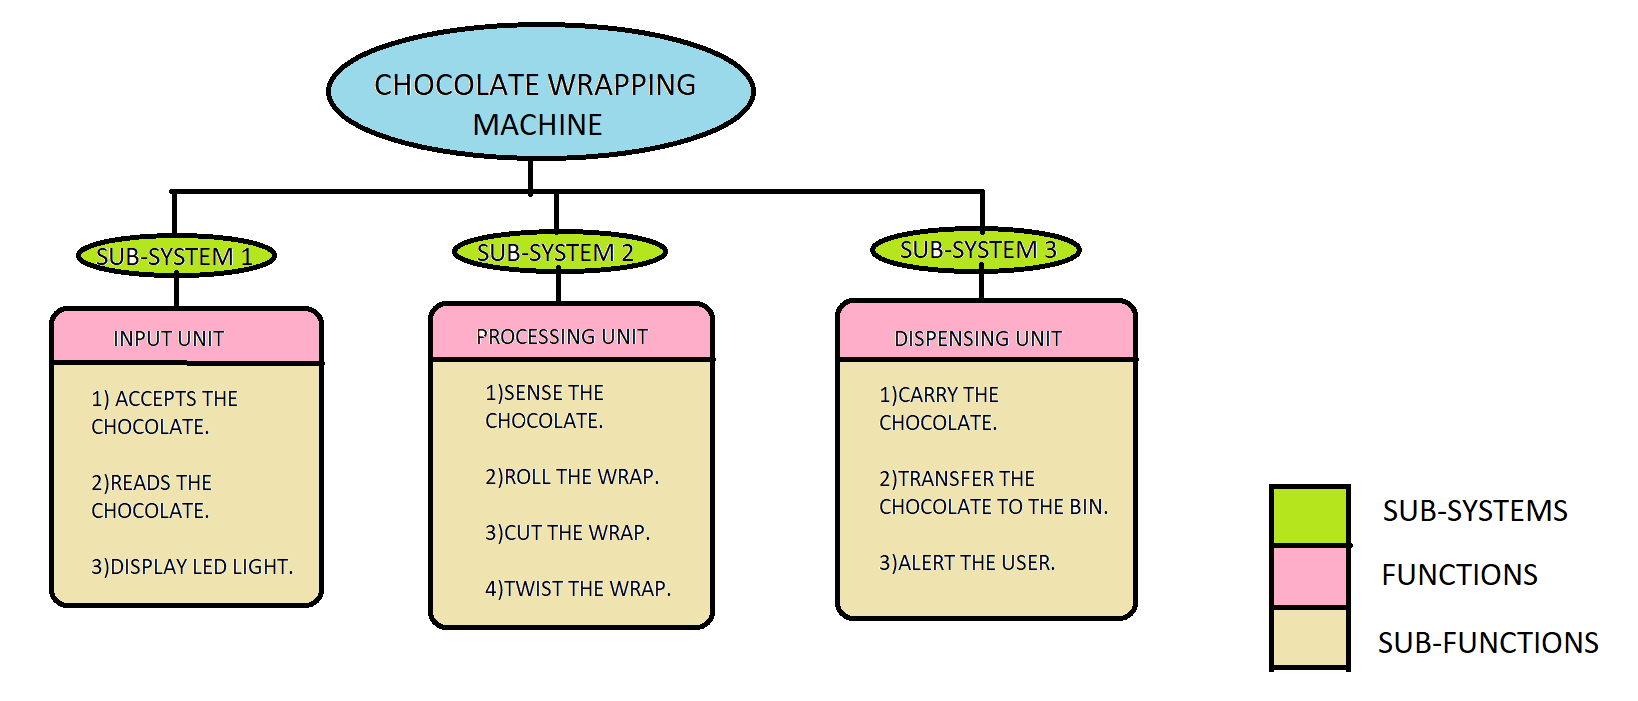 CHOCOLATE WRAPPING
MACHINE
SUB-SYSTEM 1
SUB-SYSTEM 2
SUB-SYSTEM 3
INPUT UNIT
1) ACCEPTS THE
CHOCOLATE.
2)READS THE
CHOCOLATE.
3)DISPLAY LED LIGHT.
PROCESSING UNIT
1)SENSE THE
CHOCOLATE.
2)ROLL THE WRAP.
3)CUT THE WRAP.
4)TWIST THE WRAP.
DISPENSING UNIT
1)CARRY THE
CHOCOLATE.
2)TRANSFER THE
CHOCOLATE TO THE BIN.
3)ALERT THE USER.
SUB-SYSTEMS
FUNCTIONS
SUB-FUNCTIONS